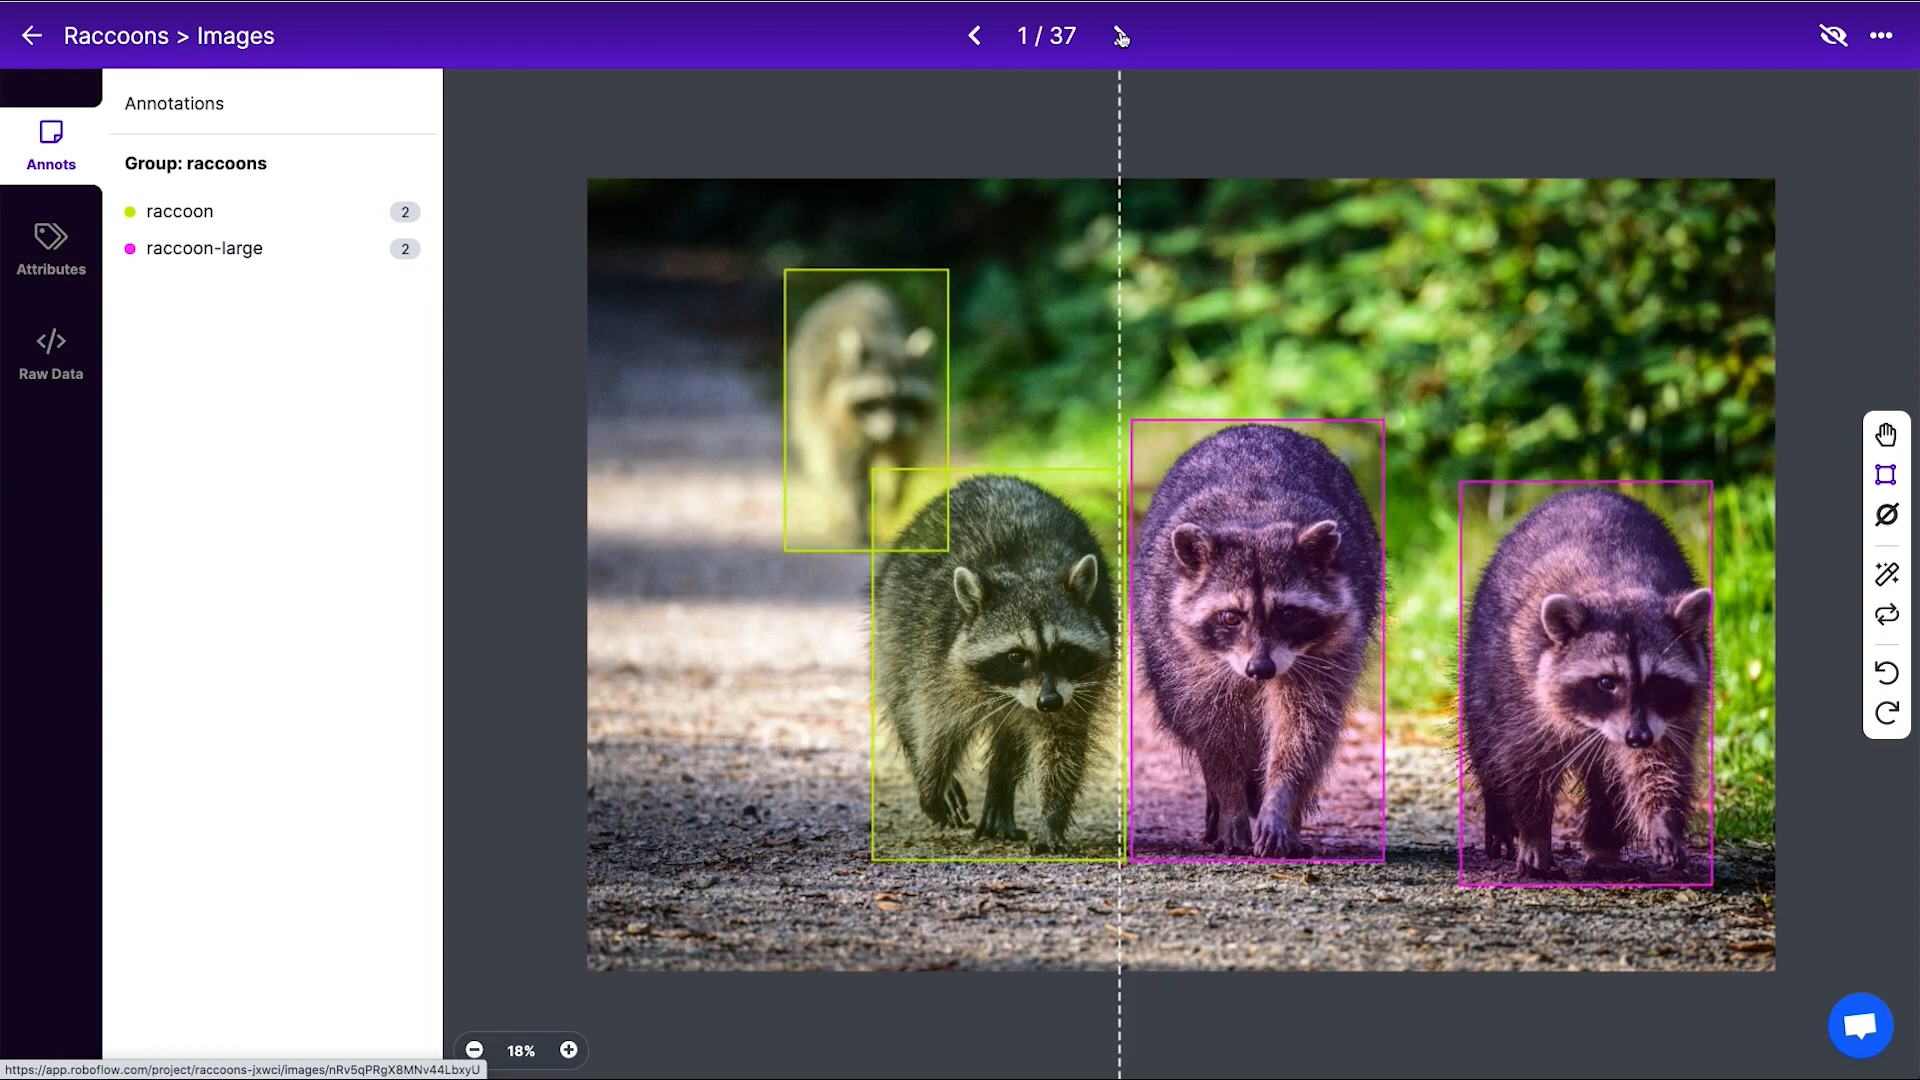 Raccoons > Images
1 / 37
Annotations
Annots
Group: raccoons
raccoon 2
raccoon-large 2
Attributes
Raw Data
18%
https://app.roboflow.com/project/raccoons-jxwci/images/nRv5qPRgX8MNv44LbxyU